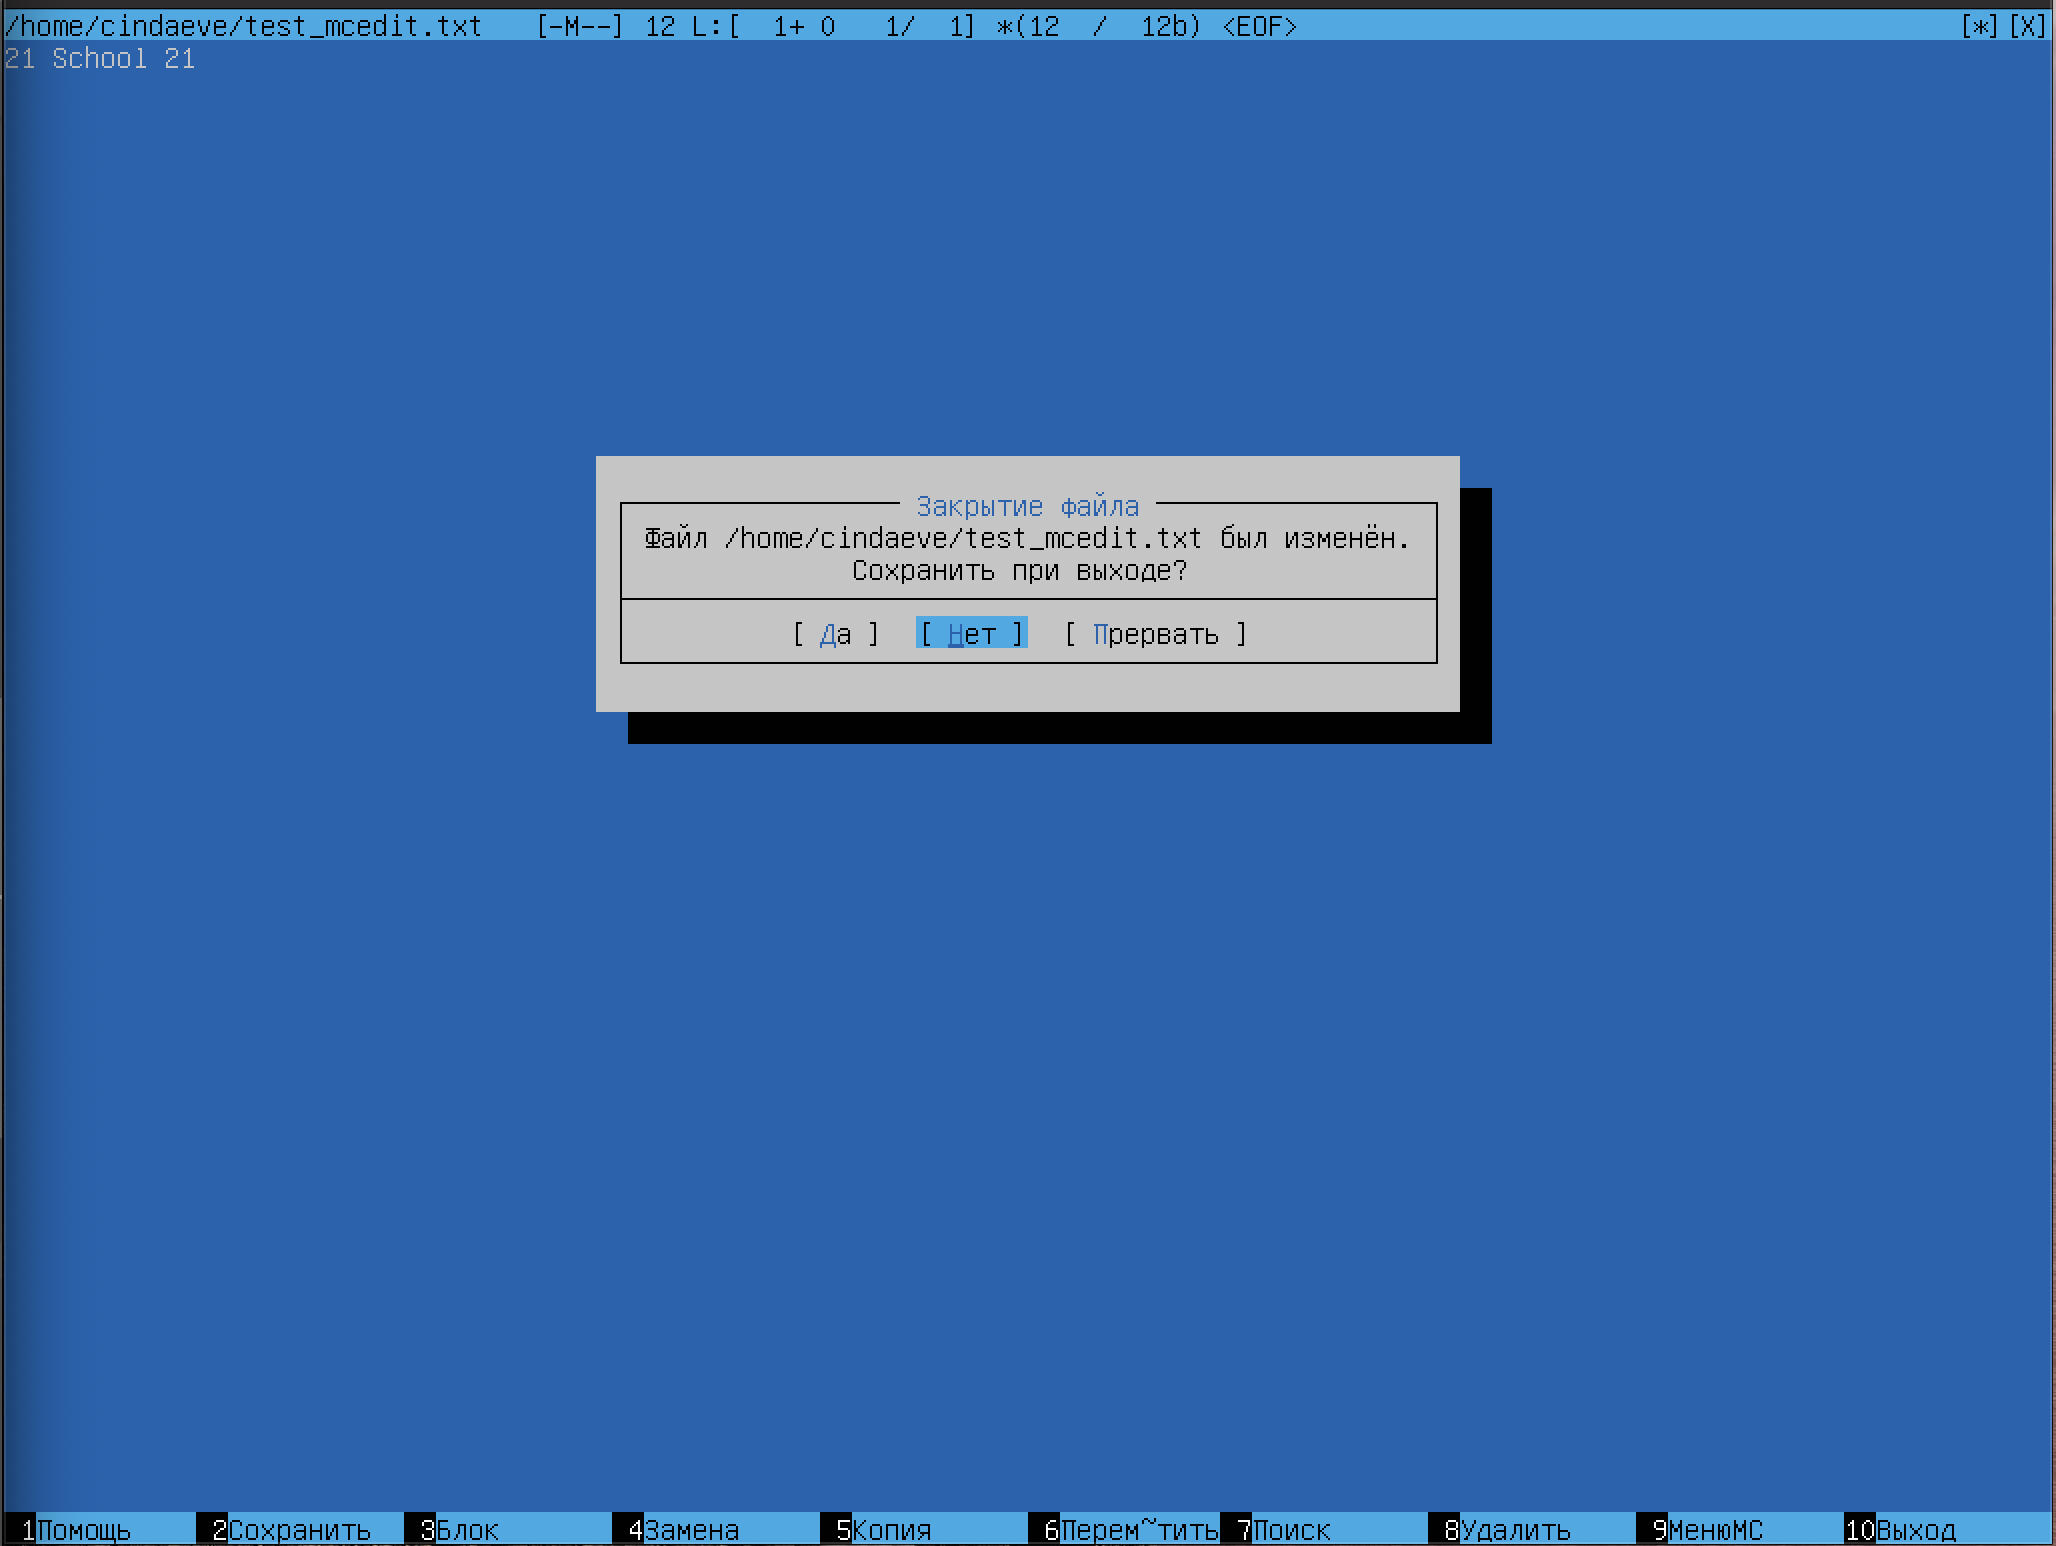 /home/cindaeve/test_mcedit.txt [-M--] 12 L:[ 1+ 0 1/ 1] *(12 / 12b) <EOF> [*][X]
21 School 21
Закрытие файла
Файл /home/cindaeve/test_mcedit.txt был изменён.
Сохранить при выходе?
[ Да ] [ Нет ] [ Прервать ]
1Помощь 2Сохранить 3Блок 4Замена 5Копия 6Перем~тить 7Поиск 8Удалить 9МенюMC 10Выход